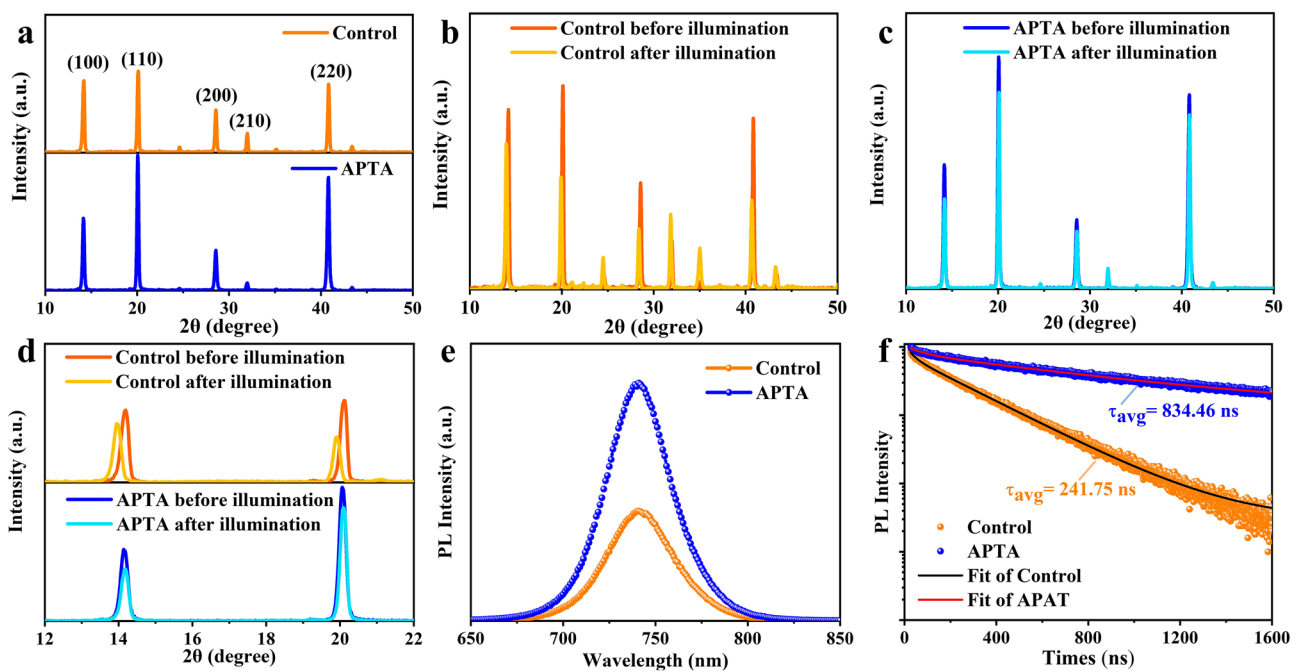 a
Control
(100)
(110)
(200)
(210)
(220)
APTA
Intensity (a.u.)
10 20 30 40 50
2θ (degree)
b
Control before illumination
Control after illumination
Intensity (a.u.)
10 20 30 40 50
2θ (degree)
c
APTA before illumination
APTA after illumination
Intensity (a.u.)
10 20 30 40 50
2θ (degree)
d
Control before illumination
Control after illumination
APTA before illumination
APTA after illumination
Intensity (a.u.)
12 14 16 18 20 22
2θ (degree)
e
Control
APTA
PL Intensity (a.u.)
650 700 750 800 850
Wavelength (nm)
f
τavg= 834.46 ns
τavg= 241.75 ns
Control
APTA
Fit of Control
Fit of APAT
PL Intensity
0 400 800 1200 1600
Times (ns)